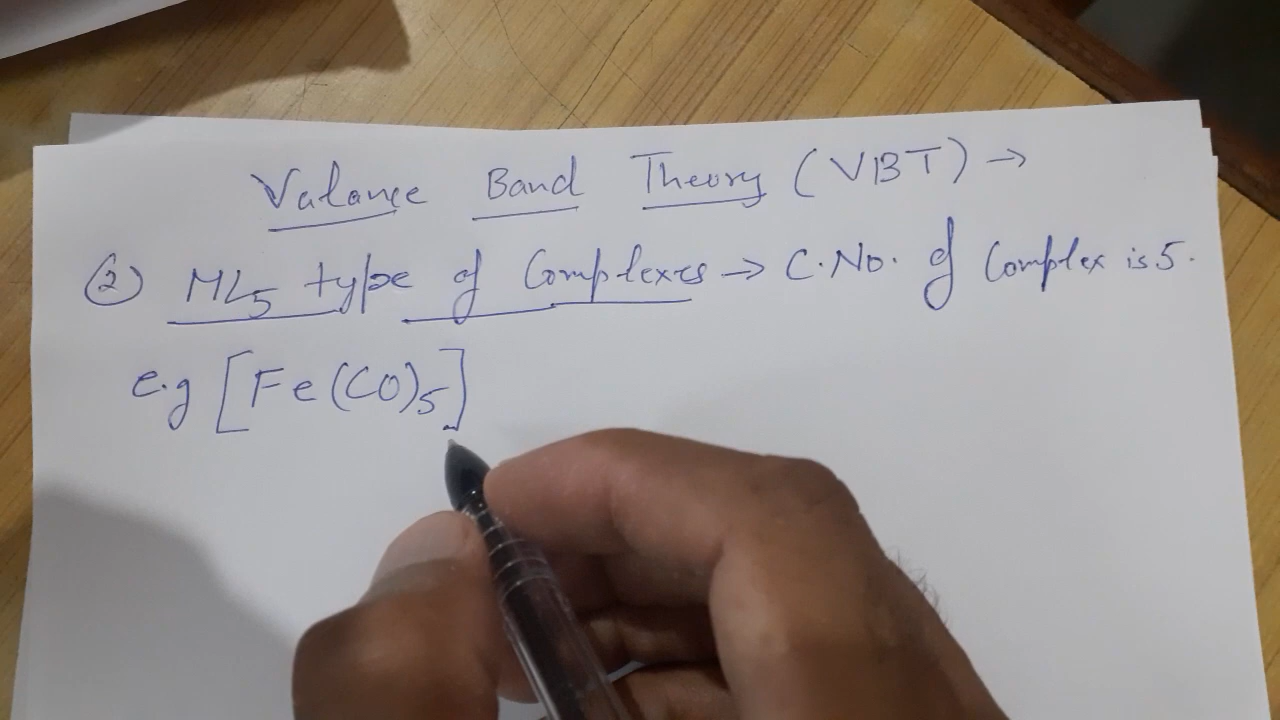 Valance Band Theory (VBT) →
② ML5 type of Complexes → C.No. of Complex is 5.
e.g [Fe(CO)5]